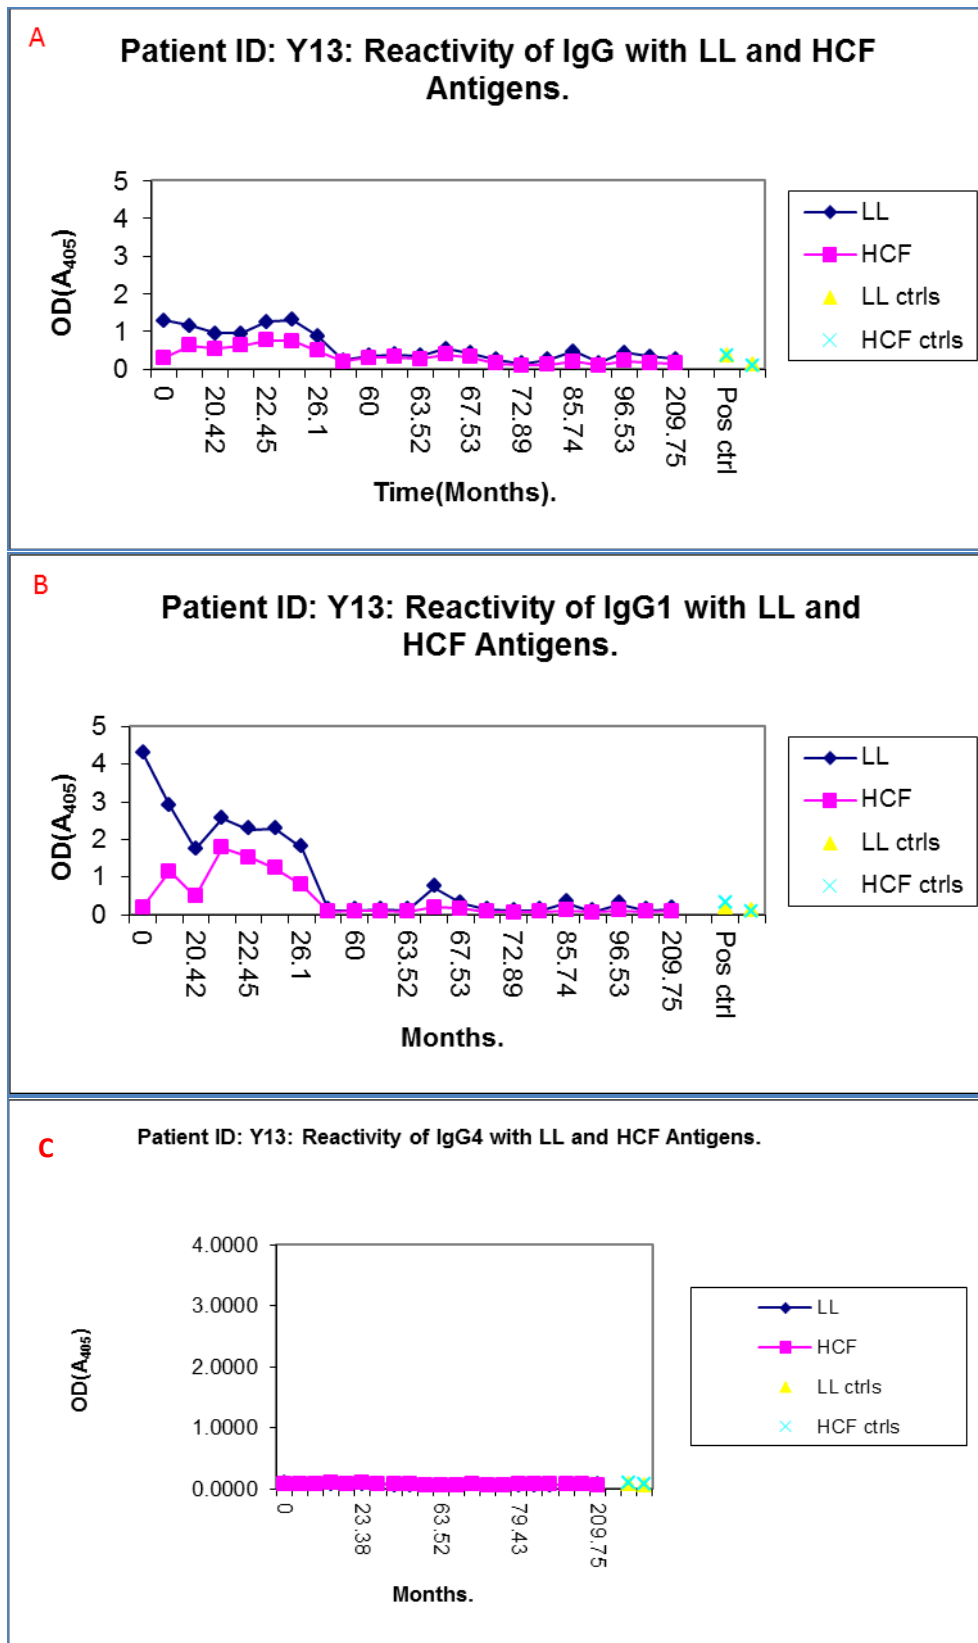 A
Patient ID: Y13: Reactivity of IgG with LL and HCF
Antigens.
5
4
3
2
1
0
OD(A405)
0
20.42
22.45
26.1
60
63.52
67.53
72.89
85.74
96.53
209.75
Pos ctrl
Time(Months).
LL
HCF
LL ctrls
HCF ctrls
B
Patient ID: Y13: Reactivity of IgG1 with LL and
HCF Antigens.
5
4
3
2
1
0
OD(A405)
0
20.42
22.45
26.1
60
63.52
67.53
72.89
85.74
96.53
209.75
Pos ctrl
Months.
LL
HCF
LL ctrls
HCF ctrls
C
Patient ID: Y13: Reactivity of IgG4 with LL and HCF Antigens.
4.0000
3.0000
2.0000
1.0000
0.0000
OD(A405)
0
23.38
63.52
79.43
209.75
Months.
LL
HCF
LL ctrls
HCF ctrls